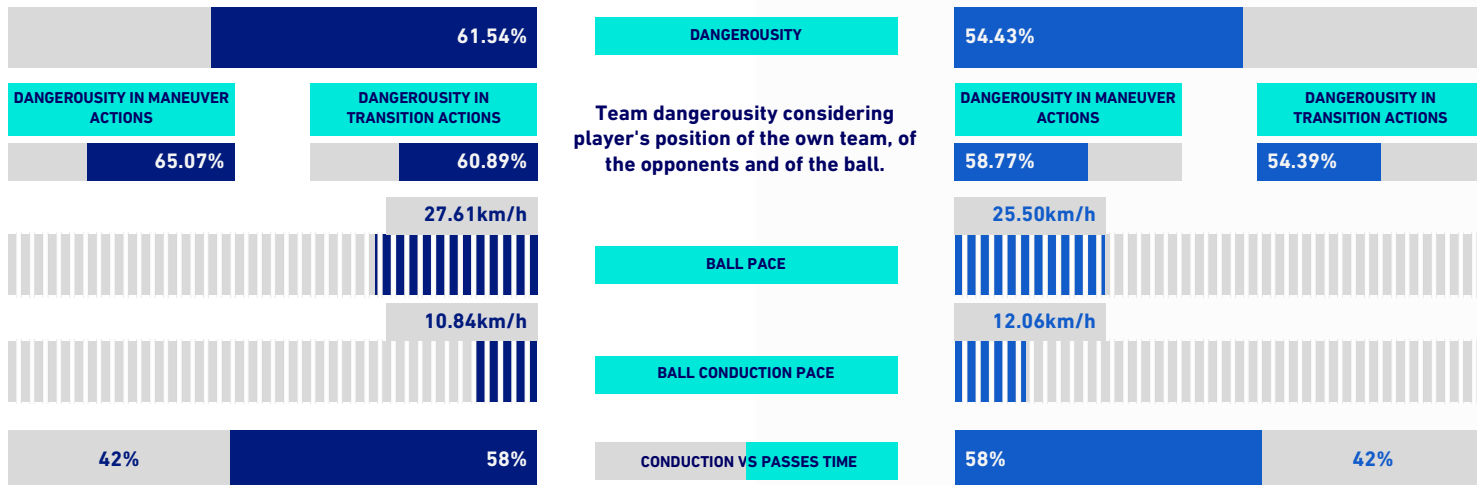 61.54%
DANGEROUSITY
54.43%
DANGEROUSITY IN MANEUVER
ACTIONS
DANGEROUSITY IN
TRANSITION ACTIONS
65.07%
60.89%
Team dangerousity considering
player's position of the own team, of
the opponents and of the ball.
DANGEROUSITY IN MANEUVER
ACTIONS
DANGEROUSITY IN
TRANSITION ACTIONS
58.77%
54.39%
27.61km/h
BALL PACE
25.50km/h
10.84km/h
BALL CONDUCTION PACE
12.06km/h
42%
58%
CONDUCTION VS PASSES TIME
58%
42%